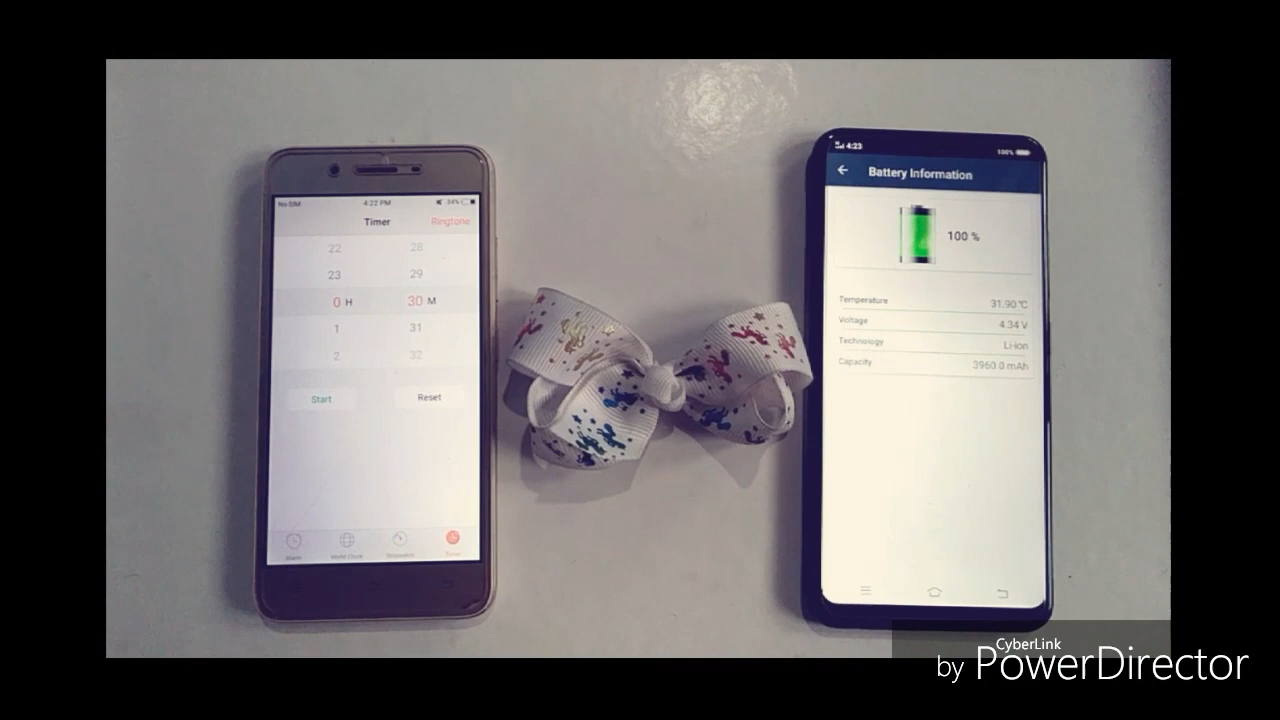 No SIM 4:22 PM 34%
Timer Ringtone
22 28
23 29
0 H 30 M
1 31
2 32
Start Reset
Alarm World Clock Stopwatch Timer
4:23 100%
Battery Information
100 %
Temperature 31.90 °C
Voltage 4.34 V
Technology Li-ion
Capacity 3960.0 mAh
CyberLink
by PowerDirector